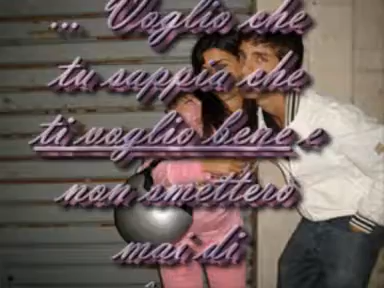 ... Voglio che
tu sappia che
ti voglio bene e
non smetterò
mai di